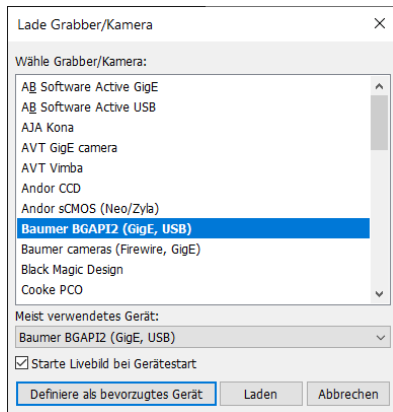 Lade Grabber/Kamera
Wähle Grabber/Kamera:
AB Software Active GigE
AB Software Active USB
AJA Kona
AVT GigE camera
AVT Vimba
Andor CCD
Andor sCMOS (Neo/Zyla)
Baumer BGAPI2 (GigE, USB)
Baumer cameras (Firewire, GigE)
Black Magic Design
Cooke PCO
Meist verwendetes Gerät:
Baumer BGAPI2 (GigE, USB)
Starte Livebild bei Gerätestart
Definiere als bevorzugtes Gerät Laden Abbrechen